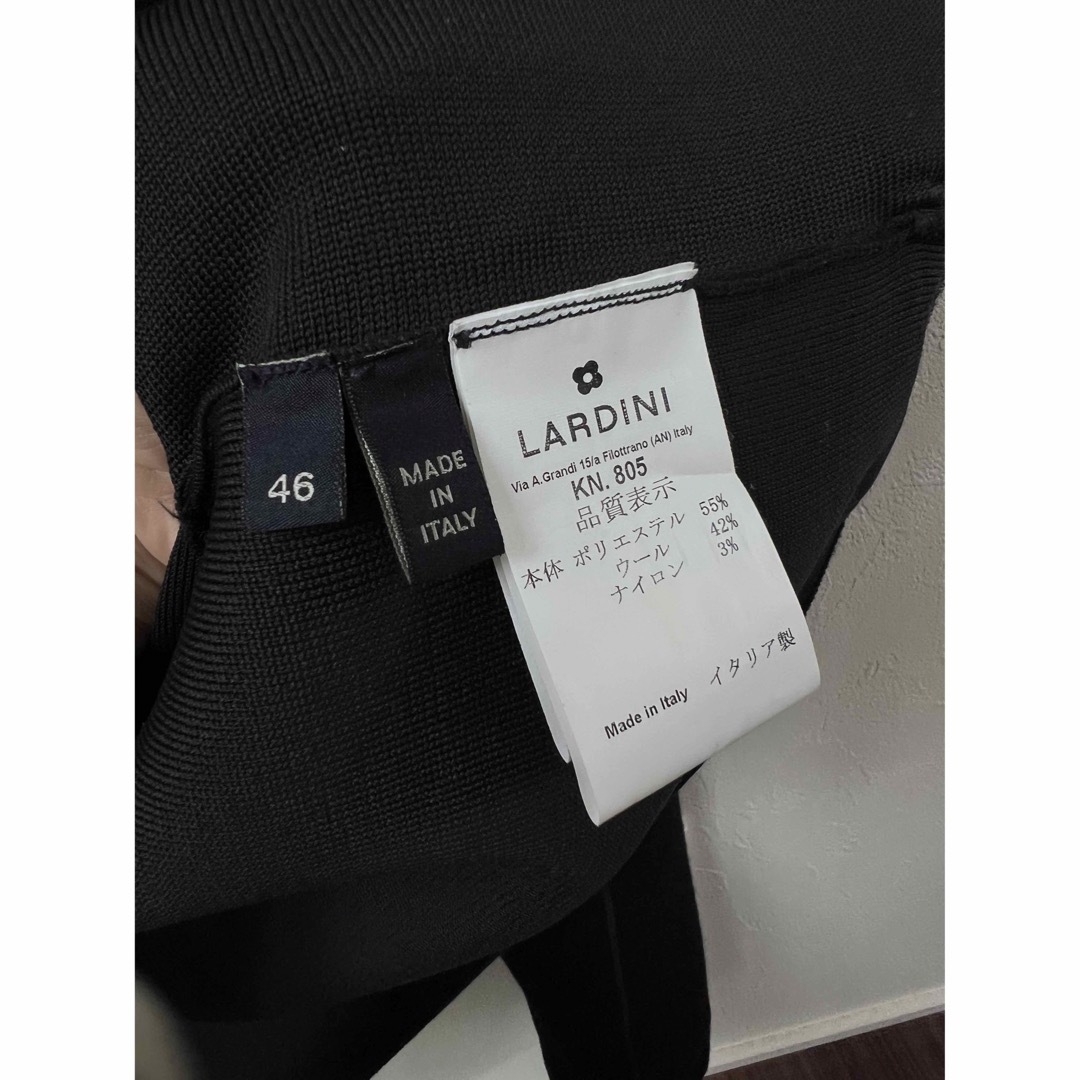 46
MADE
IN
ITALY
LARDINI
Via A.Grandi 15/a Filottrano (AN) Italy
KN. 805
品質表示
本体 ポリエステル 55%
ウール 42%
ナイロン 3%
Made in Italy イタリア製